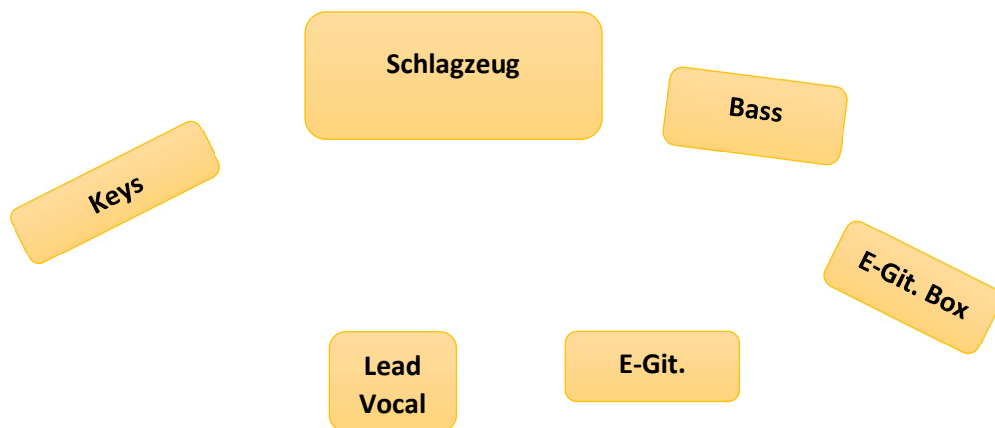 Schlagzeug
Bass
Keys
E-Git. Box
Lead
Vocal
E-Git.